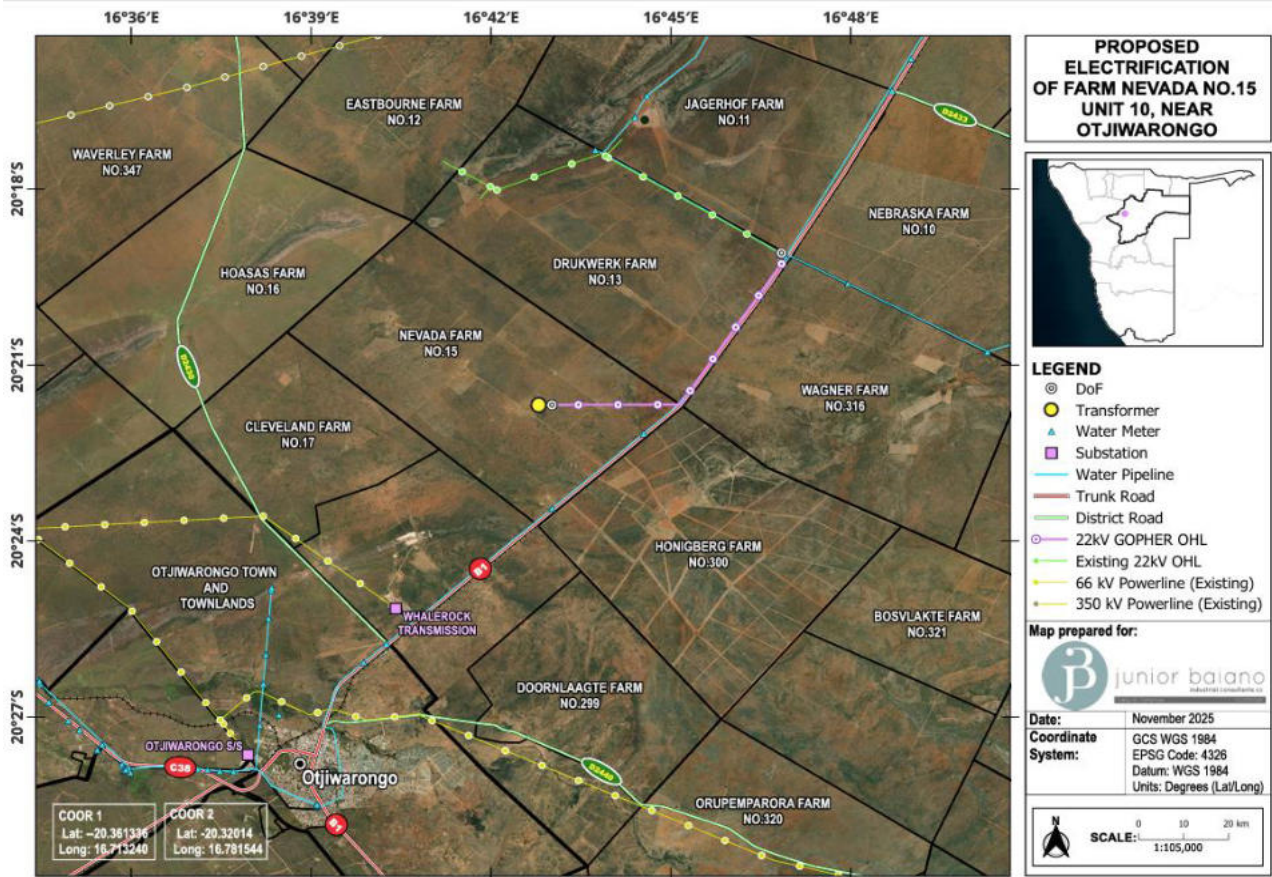 16°36'E 16°39'E 16°42'E 16°45'E 16°48'E
20°18'S
20°21'S
20°24'S
20°27'S
WAVERLEY FARM
NO.347
EASTBOURNE FARM
NO.12
JAGERHOF FARM
NO.11
D2433
NEBRASKA FARM
NO.10
HOASAS FARM
NO.16
DRUKWERK FARM
NO.13
NEVADA FARM
NO.15
D2430
WAGNER FARM
NO.316
CLEVELAND FARM
NO.17
HONIGBERG FARM
NO.300
B1
OTJIWARONGO TOWN
AND
TOWNLANDS
WHALEROCK
TRANSMISSION
BOSVLAKTE FARM
NO.321
DOORNLAAGTE FARM
NO.299
OTJIWARONGO S/S
C38
Otjiwarongo
D2440
ORUPEMPARORA FARM
NO.320
B1
COOR 1
Lat: --20.361336
Long: 16.713240
COOR 2
Lat: -20.32014
Long: 16.781544
PROPOSED
ELECTRIFICATION
OF FARM NEVADA NO.15
UNIT 10, NEAR
OTJIWARONGO
LEGEND
DoF
Transformer
Water Meter
Substation
Water Pipeline
Trunk Road
District Road
22kV GOPHER OHL
Existing 22kV OHL
66 kV Powerline (Existing)
350 kV Powerline (Existing)
Map prepared for:
JB
junior baiano
industrial consultants cc
Date: November 2025
Coordinate
System:
GCS WGS 1984
EPSG Code: 4326
Datum: WGS 1984
Units: Degrees (Lat/Long)
N
SCALE:
0 10 20 km
1:105,000